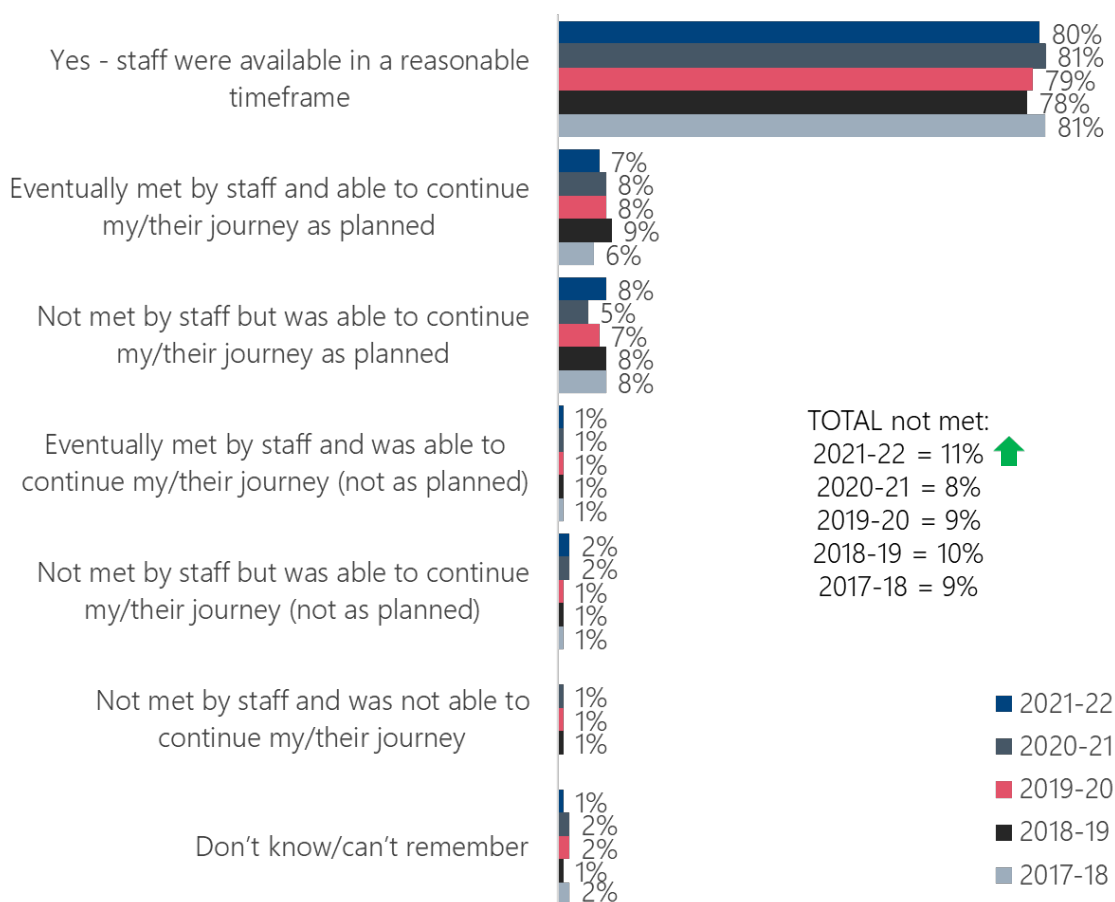 Yes - staff were available in a reasonable
timeframe
80%
81%
79%
78%
81%
Eventually met by staff and able to continue
my/their journey as planned
7%
8%
8%
9%
6%
Not met by staff but was able to continue
my/their journey as planned
8%
5%
7%
8%
8%
Eventually met by staff and was able to
continue my/their journey (not as planned)
1%
1%
1%
1%
1%
Not met by staff but was able to continue
my/their journey (not as planned)
2%
2%
1%
1%
1%
Not met by staff and was not able to
continue my/their journey
1%
1%
1%
Don't know/can't remember
1%
2%
2%
1%
2%
TOTAL not met:
2021-22 = 11%
2020-21 = 8%
2019-20 = 9%
2018-19 = 10%
2017-18 = 9%
2021-22
2020-21
2019-20
2018-19
2017-18